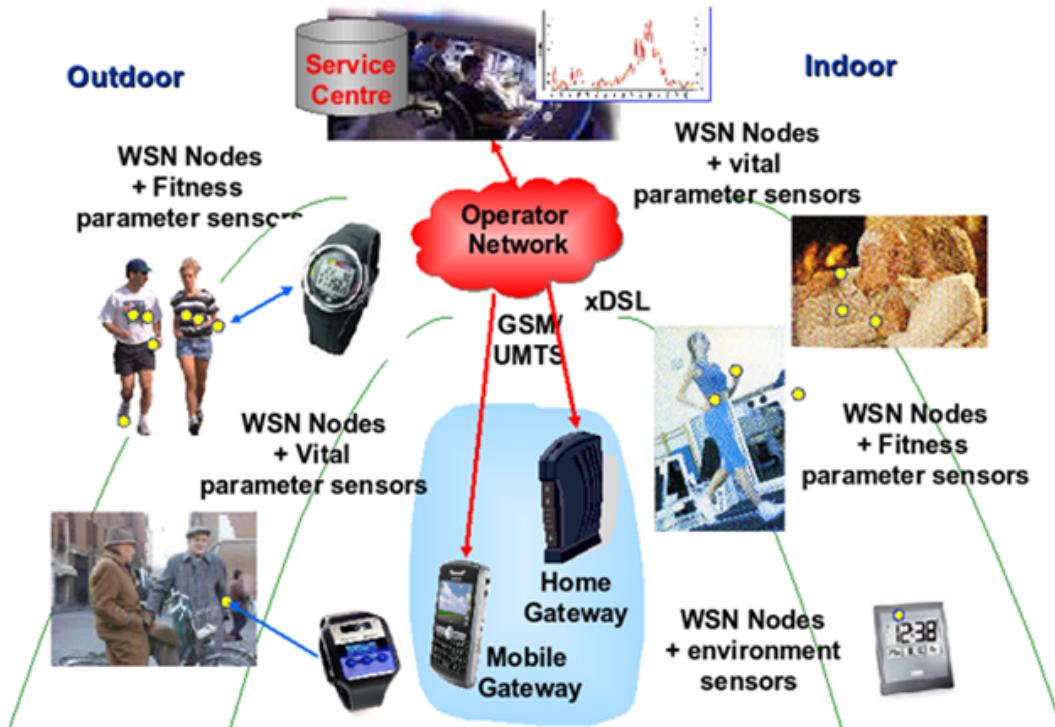 Outdoor
Service
Centre
Indoor
WSN Nodes
+ Fitness
parameter sensors
WSN Nodes
+ vital
parameter sensors
Operator
Network
xDSL
GSM/
UMTS
WSN Nodes
+ Vital
parameter sensors
WSN Nodes
+ Fitness
parameter sensors
Home
Gateway
Mobile
Gateway
WSN Nodes
+ environment
sensors
12:38